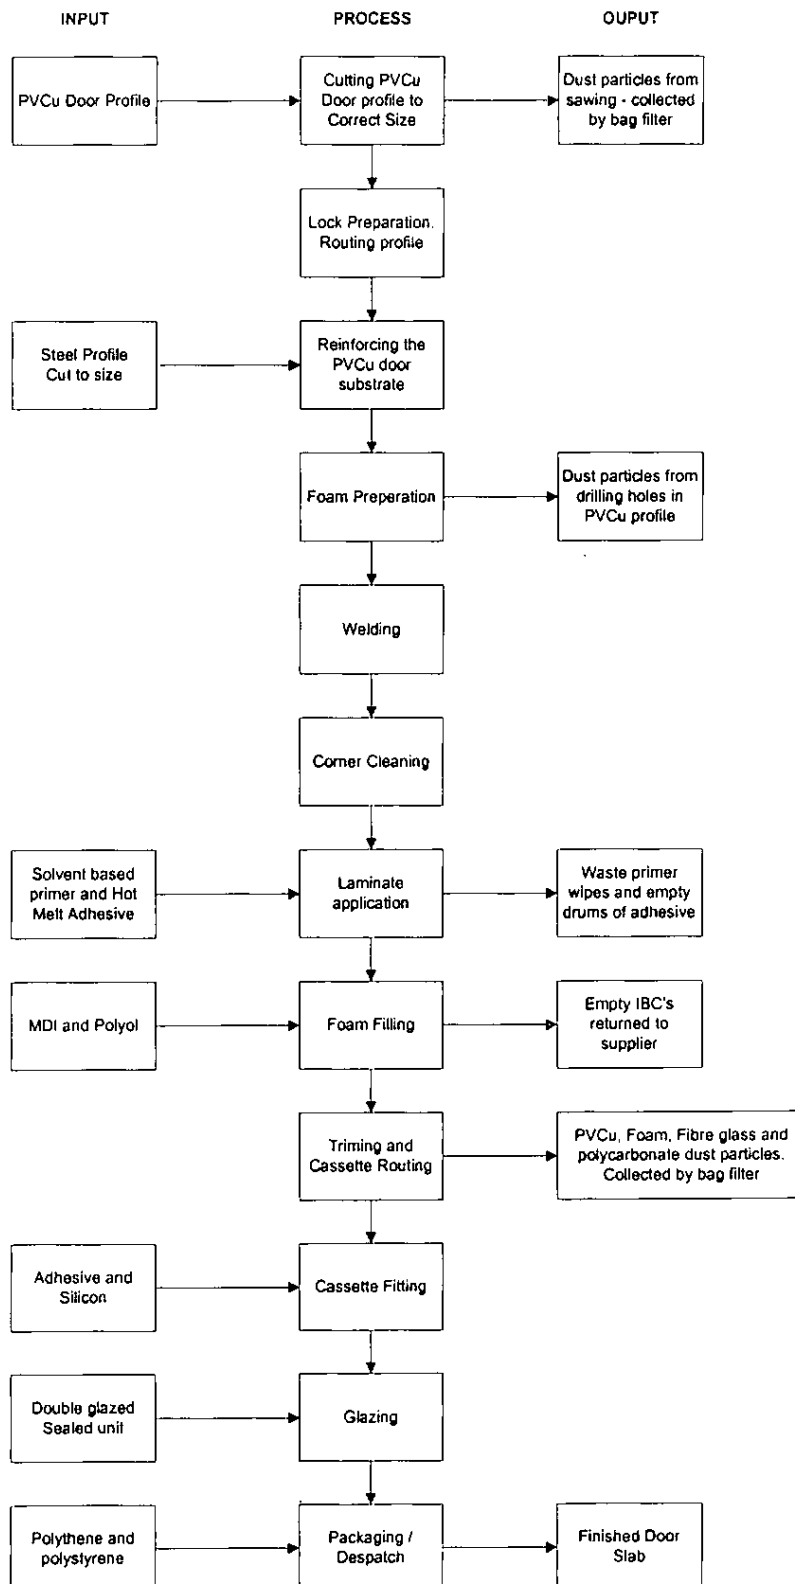 INPUT
PROCESS
OUPUT
PVCu Door Profile
Cutting PVCu
Door profile to
Correct Size
Dust particles from
sawing - collected
by bag filter
Lock Preparation.
Routing profile
Steel Profile
Cut to size
Reinforcing the
PVCu door
substrate
Foam Preparation
Dust particles from
drilling holes in
PVCu profile
Welding
Corner Cleaning
Solvent based
primer and Hot
Melt Adhesive
Laminate
application
Waste primer
wipes and empty
drums of adhesive
MDI and Polyol
Foam Filling
Empty IBC's
returned to
supplier
Triming and
Cassette Routing
PVCu, Foam, Fibre glass and
polycarbonate dust particles.
Collected by bag filter
Adhesive and
Silicon
Cassette Fitting
Double glazed
Sealed unit
Glazing
Polythene and
polystyrene
Packaging /
Despatch
Finished Door
Slab